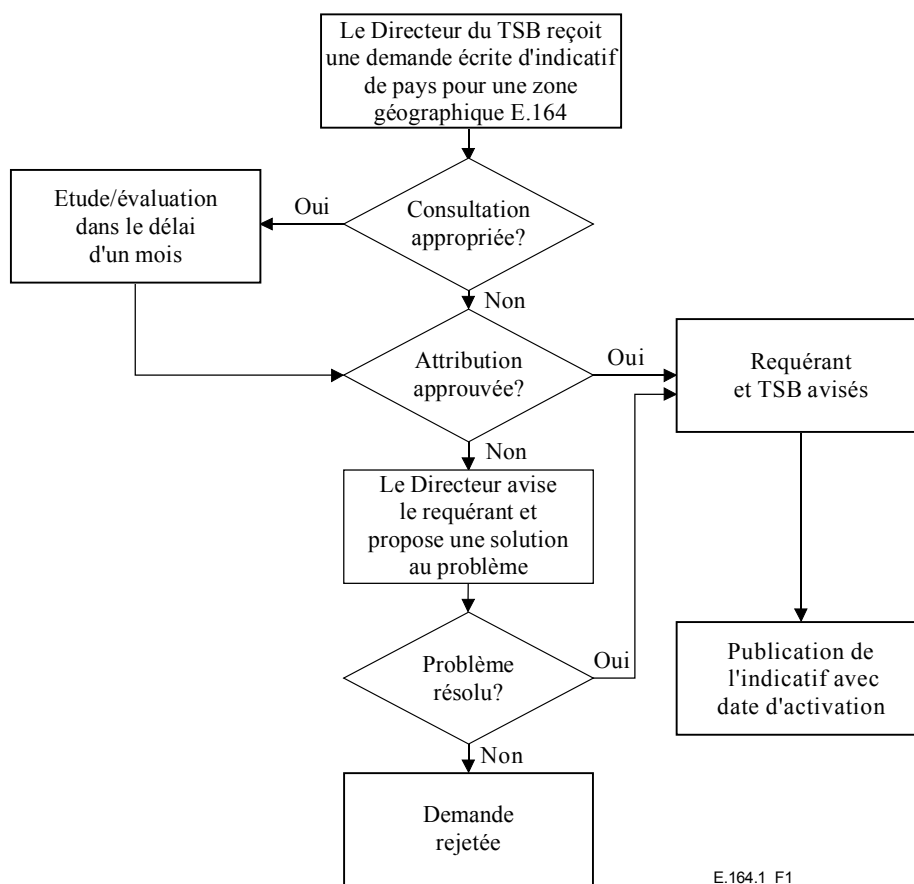 Le Directeur du TSB reçoit
une demande écrite d'indicatif
de pays pour une zone
géographique E.164
Etude/évaluation
dans le délai
d'un mois
Oui
Consultation
appropriée?
Non
Attribution
approuvée?
Oui
Requérant
et TSB avisés
Non
Le Directeur avise
le requérant et
propose une solution
au problème
Problème
résolu?
Oui
Publication de
l'indicatif avec
date d'activation
Non
Demande
rejetée
E.164.1_F1